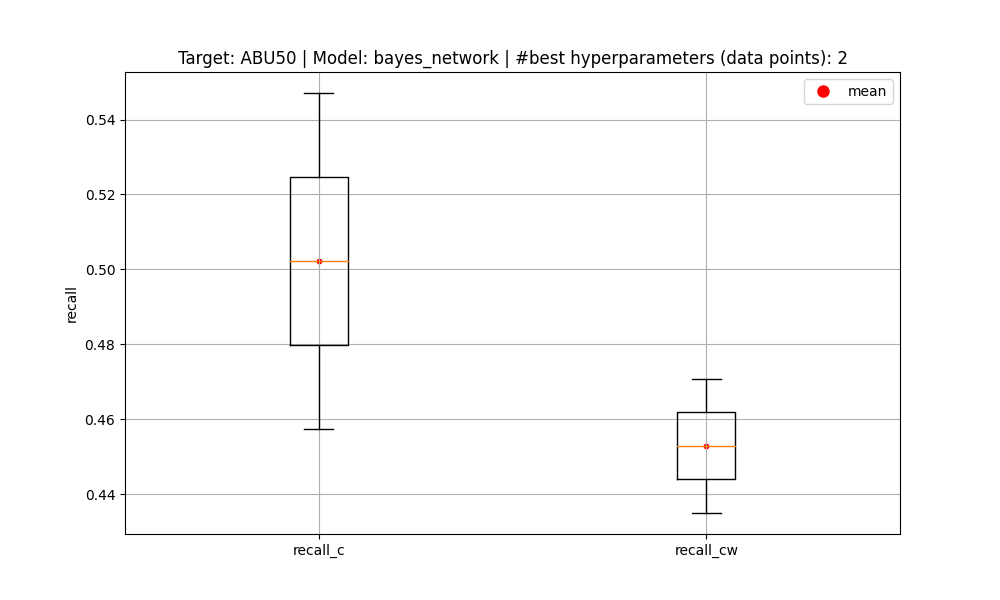 Target: ABU50 | Model: bayes_network | #best hyperparameters (data points): 2
mean
0.54
0.52
0.50
0.48
0.46
0.44
recall
recall_c
recall_cw